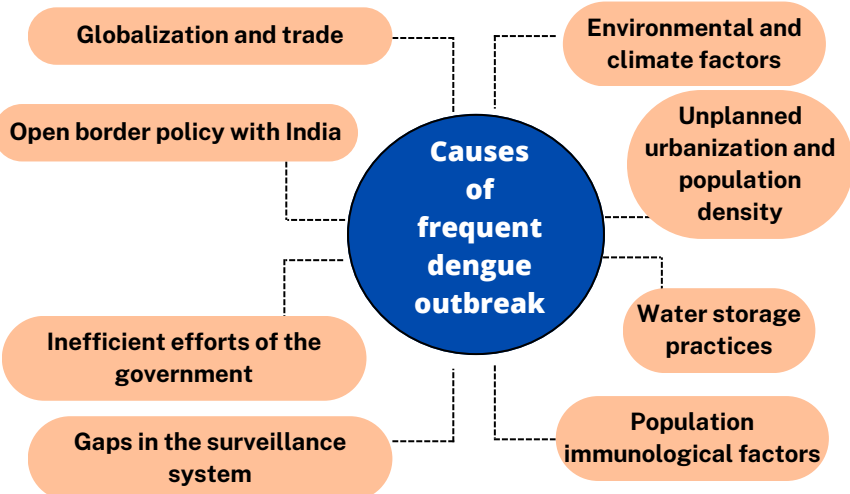 Globalization and trade
Open border policy with India
Inefficient efforts of the
government
Gaps in the surveillance
system
Causes
of
frequent
dengue
outbreak
Environmental and
climate factors
Unplanned
urbanization and
population
density
Water storage
practices
Population
immunological factors